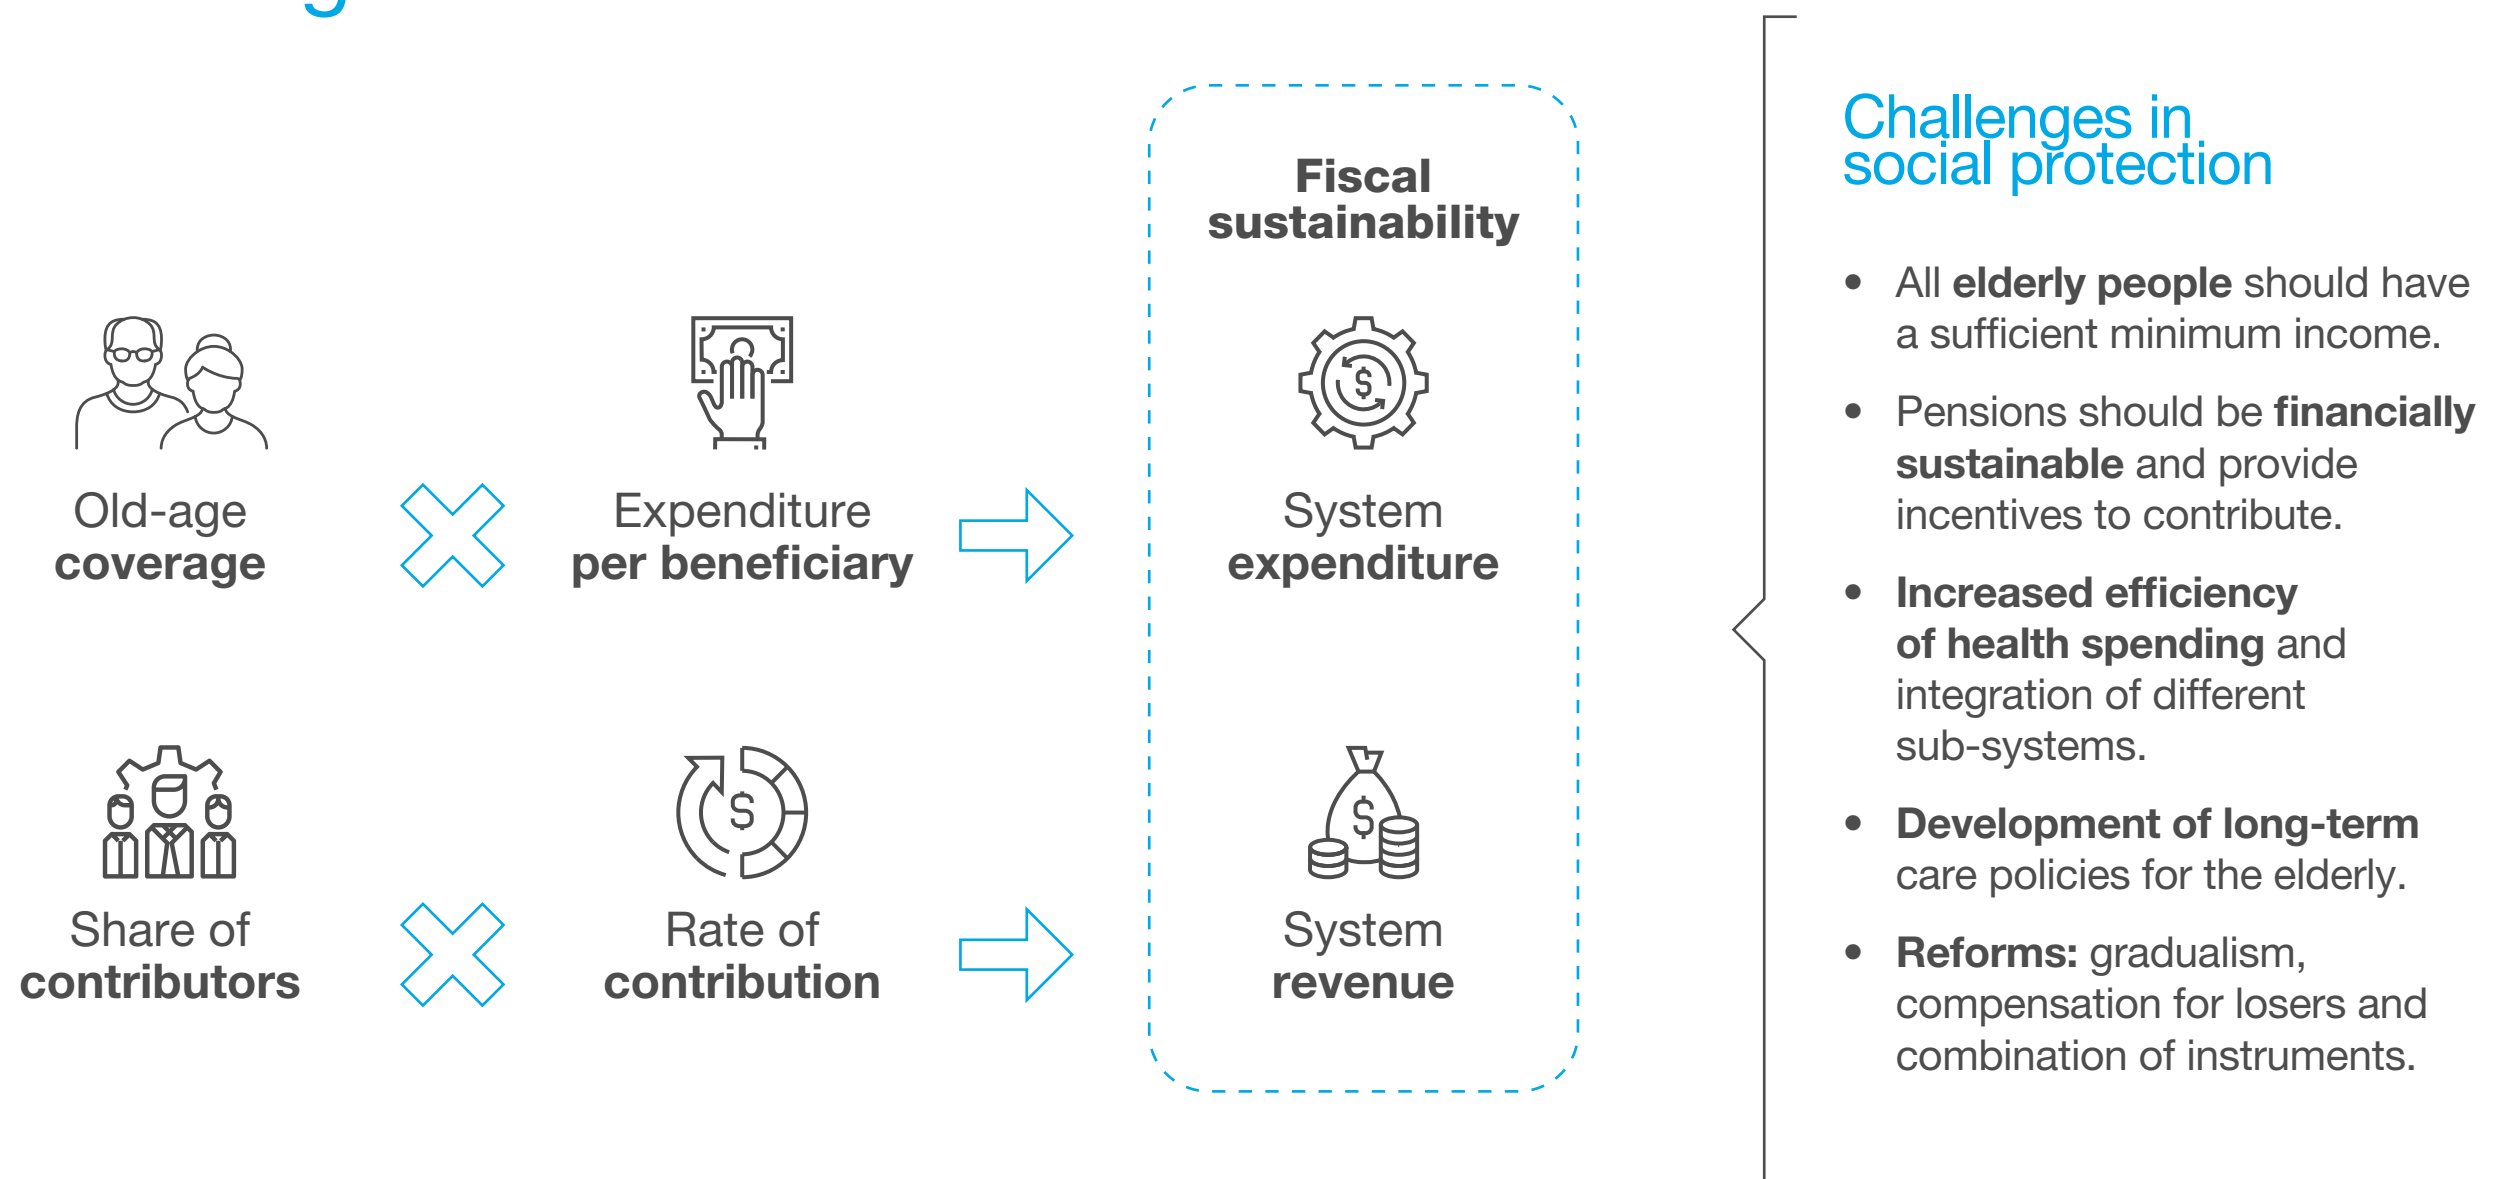 Fiscal
sustainability
Old-age
coverage
Expenditure
per beneficiary
System
expenditure
Share of
contributors
Rate of
contribution
System
revenue
Challenges in
social protection
• All elderly people should have
a sufficient minimum income.
• Pensions should be financially
sustainable and provide
incentives to contribute.
• Increased efficiency
of health spending and
integration of different
sub-systems.
• Development of long-term
care policies for the elderly.
• Reforms: gradualism,
compensation for losers and
combination of instruments.